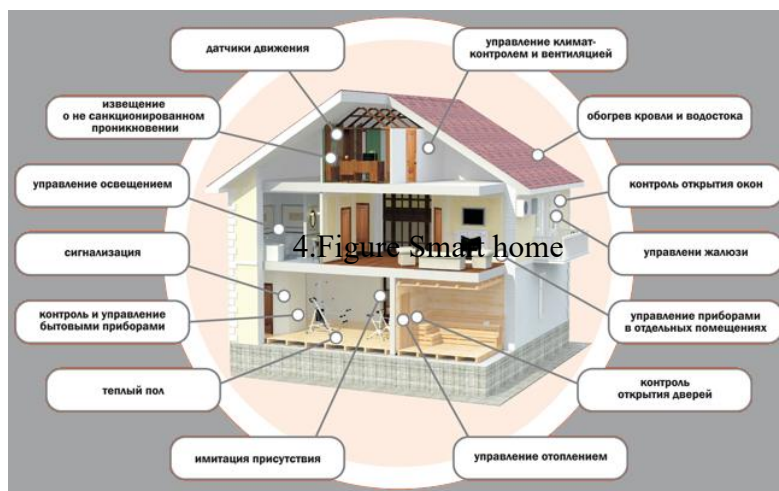 датчики движения
управление климат-
контролем и вентиляцией
извещение
о не санкционированном
проникновении
обогрев кровли и водостока
управление освещением
контроль открытия окон
4.Figure Smart home
сигнализация
управлени жалюзи
контроль и управление
бытовыми приборами
управление приборами
в отдельных помещениях
теплый пол
контроль
открытия дверей
имитация присутствия
управление отоплением